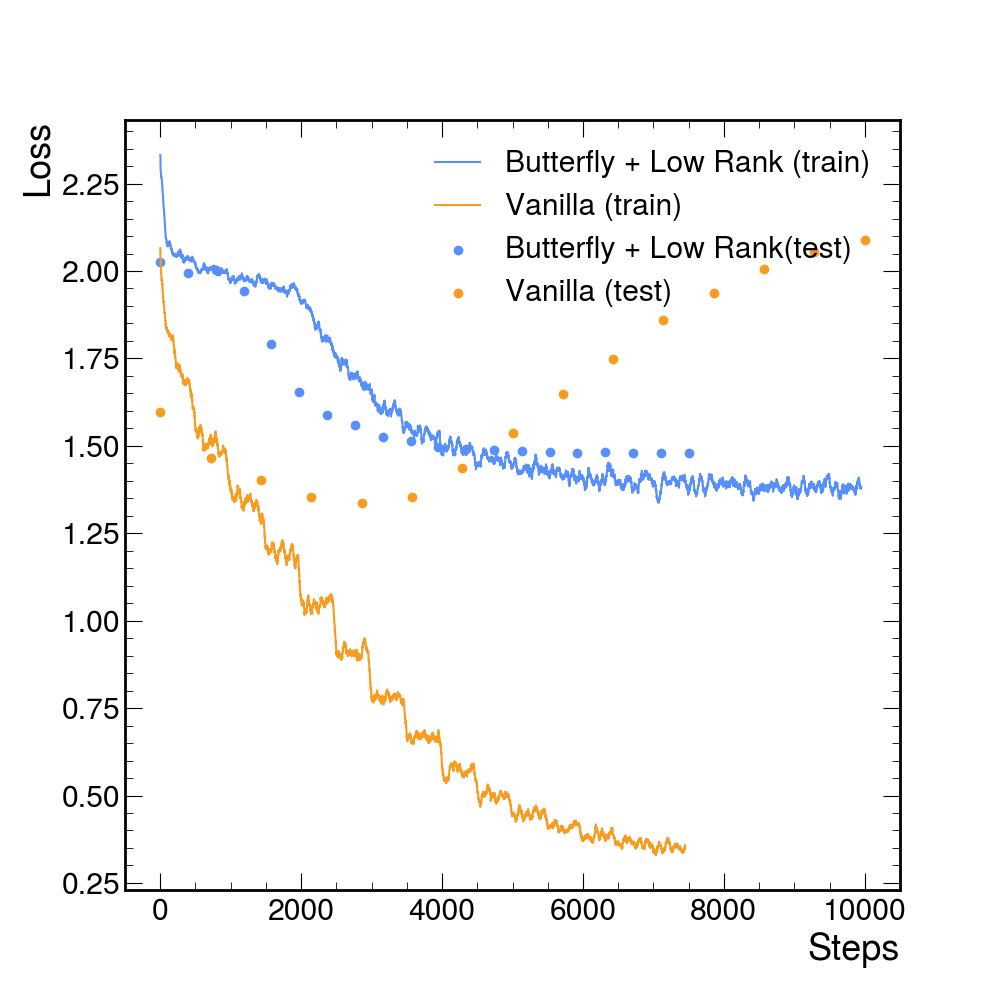 Loss
2.25
2.00
1.75
1.50
1.25
1.00
0.75
0.50
0.25
Butterfly + Low Rank (train)
Vanilla (train)
Butterfly + Low Rank(test)
Vanilla (test)
0 2000 4000 6000 8000 10000
Steps